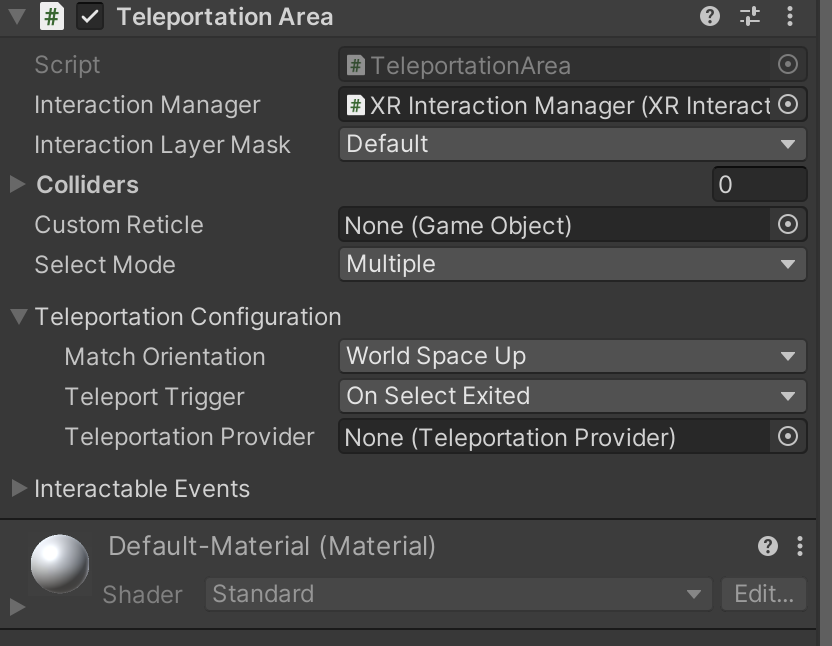 # Teleportation Area
Script # TeleportationArea
Interaction Manager # XR Interaction Manager (XR Interact
Interaction Layer Mask Default
Colliders 0
Custom Reticle None (Game Object)
Select Mode Multiple
Teleportation Configuration
Match Orientation World Space Up
Teleport Trigger On Select Exited
Teleportation Provider None (Teleportation Provider)
Interactable Events
Default-Material (Material)
Shader Standard Edit...